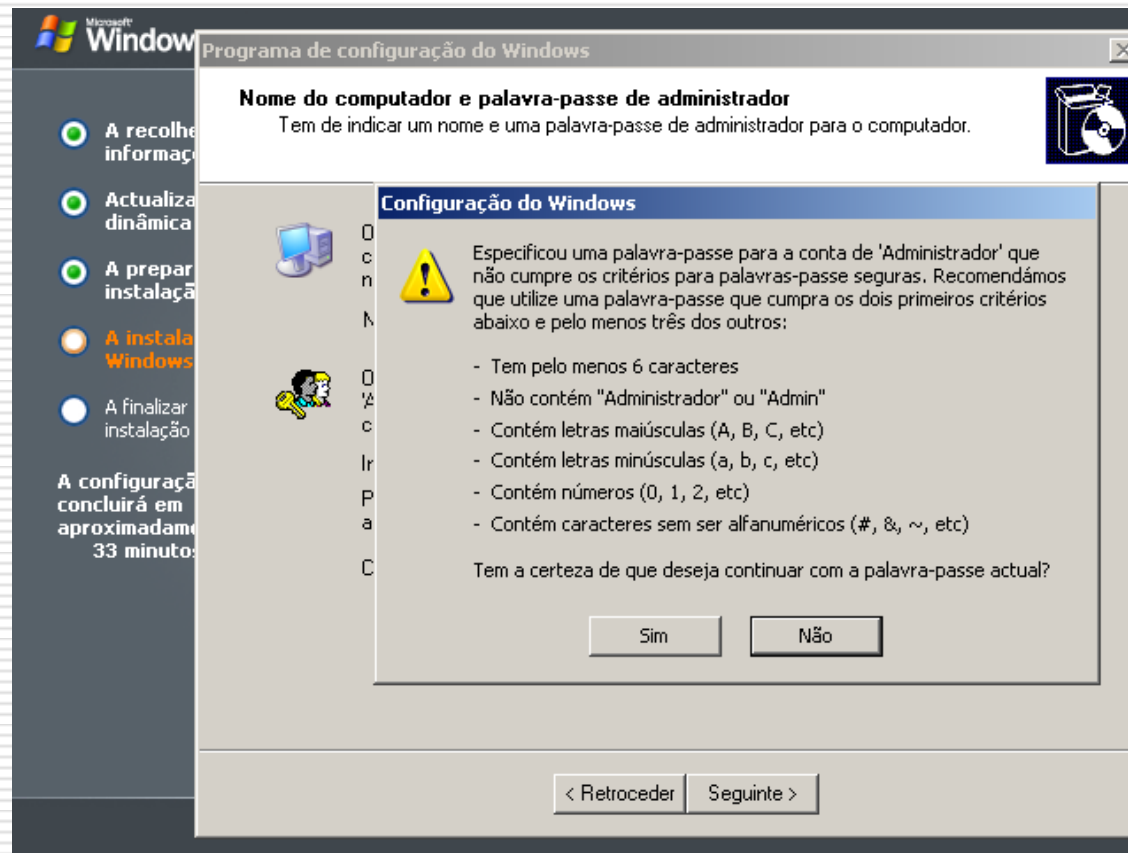 Microsoft
Window
Programa de configuração do Windows
Nome do computador e palavra-passe de administrador
Tem de indicar um nome e uma palavra-passe de administrador para o computador.
A recolhe
informaç
Actualiza
dinâmica
A prepar
instalaçã
A instala
Windows
A finalizar
instalação
A configuraçã
concluirá em
aproximadame
33 minutos
Configuração do Windows
Especificou uma palavra-passe para a conta de 'Administrador' que
não cumpre os critérios para palavras-passe seguras. Recomendámos
que utilize uma palavra-passe que cumpra os dois primeiros critérios
abaixo e pelo menos três dos outros:
- Tem pelo menos 6 caracteres
- Não contém "Administrador" ou "Admin"
- Contém letras maiúsculas (A, B, C, etc)
- Contém letras minúsculas (a, b, c, etc)
- Contém números (0, 1, 2, etc)
- Contém caracteres sem ser alfanuméricos (#, &, ~, etc)
Tem a certeza de que deseja continuar com a palavra-passe actual?
Sim
Não
< Retroceder
Seguinte >